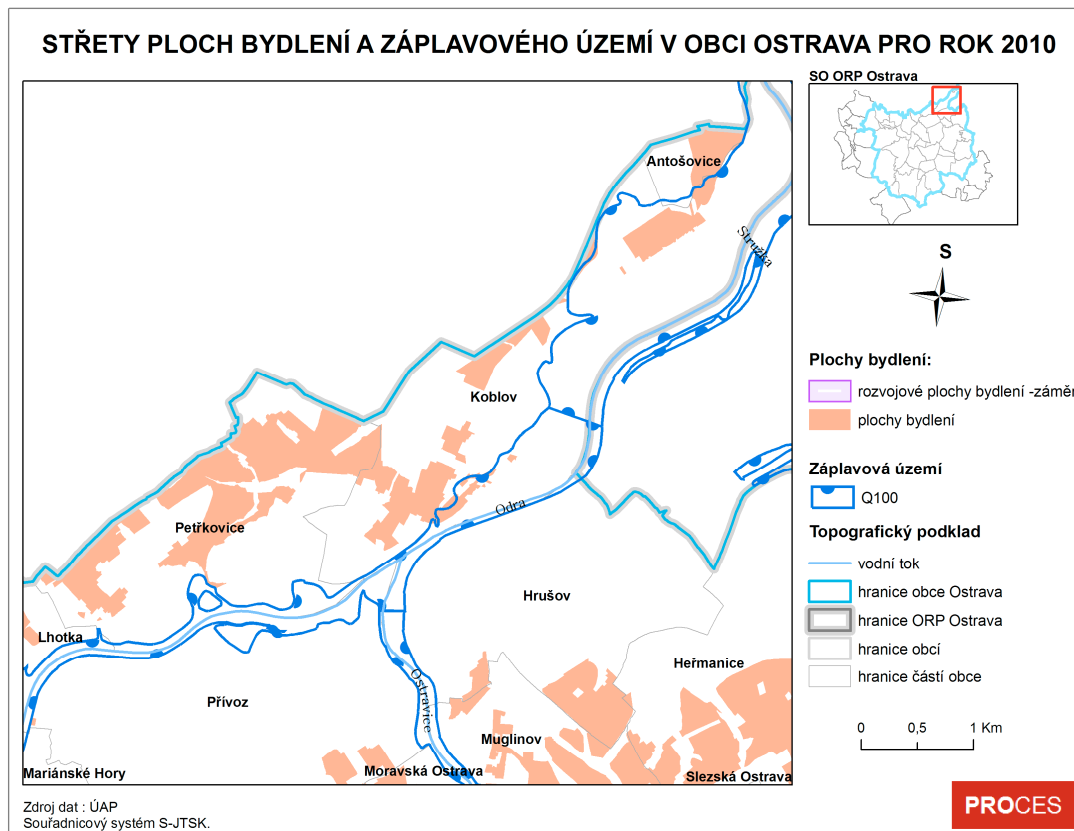 STŘETY PLOCH BYDLENÍ A ZÁPLAVOVÉHO ÚZEMÍ V OBCI OSTRAVA PRO ROK 2010
SO ORP Ostrava
Antošovice
Stružka
S
Koblov
Odra
Petřkovice
Hrušov
Lhotka
Heřmanice
Přívoz
Ostravice
Muglinov
Mariánské Hory
Moravská Ostrava
Slezská Ostrava
Plochy bydlení:
rozvojové plochy bydlení -záměr
plochy bydlení
Záplavová území
Q100
Topografický podklad
vodní tok
hranice obce Ostrava
hranice ORP Ostrava
hranice obcí
hranice částí obce
0 0,5 1 Km
Zdroj dat : ÚAP
Souřadnicový systém S-JTSK.
PROCES